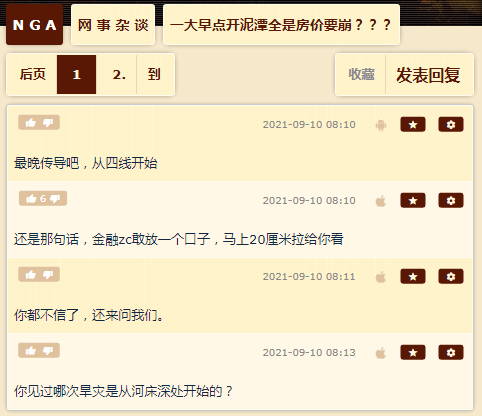 NGA 网事杂谈 一大早点开泥潭全是房价要崩？？？
后页 1 2. 到 收藏 发表回复
2021-09-10 08:10
最晚传导吧，从四线开始
6 2021-09-10 08:10
还是那句话，金融zc敢放一个口子，马上20厘米拉给你看
2021-09-10 08:11
你都不信了，还来问我们。
2021-09-10 08:13
你见过哪次旱灾是从河床深处开始的？